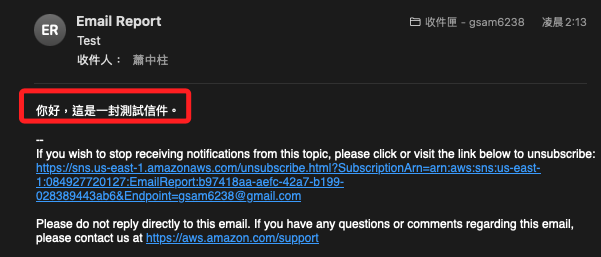 ER
Email Report
收件匣 - gsam6238
凌晨 2:13
Test
收件人： 蕭中柱
你好，這是一封測試信件。
--
If you wish to stop receiving notifications from this topic, please click or visit the link below to unsubscribe:
https://sns.us-east-1.amazonaws.com/unsubscribe.html?SubscriptionArn=arn:aws:sns:us-east-
1:084927720127:EmailReport:b97418aa-aefc-42a7-b199-
028389443ab6&Endpoint=gsam6238@gmail.com
Please do not reply directly to this email. If you have any questions or comments regarding this email,
please contact us at https://aws.amazon.com/support